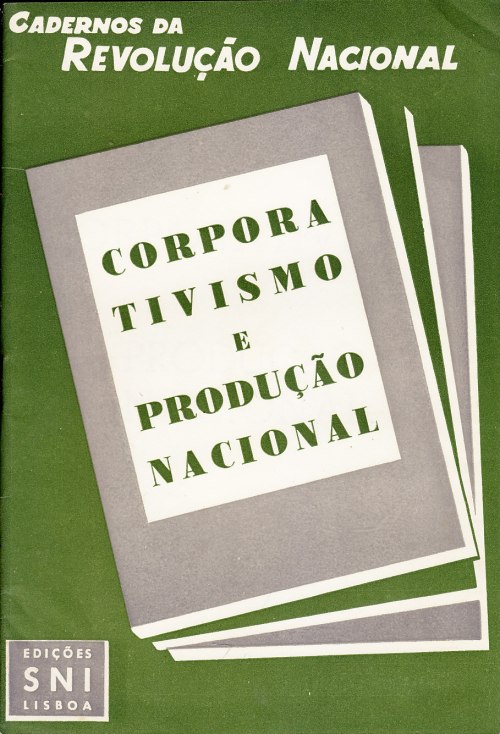 CADERNOS DA
REVOLUÇÃO NACIONAL
CORPORA
TIVISMO
E
PRODUÇÃO
NACIONAL
EDIÇÕES
SNI
LISBOA